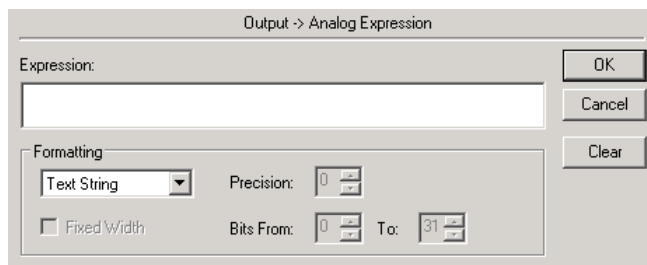 Output -> Analog Expression
Expression:
OK
Cancel
Clear
Formatting
Text String
Precision: 0
Fixed Width
Bits From: 0 To: 31